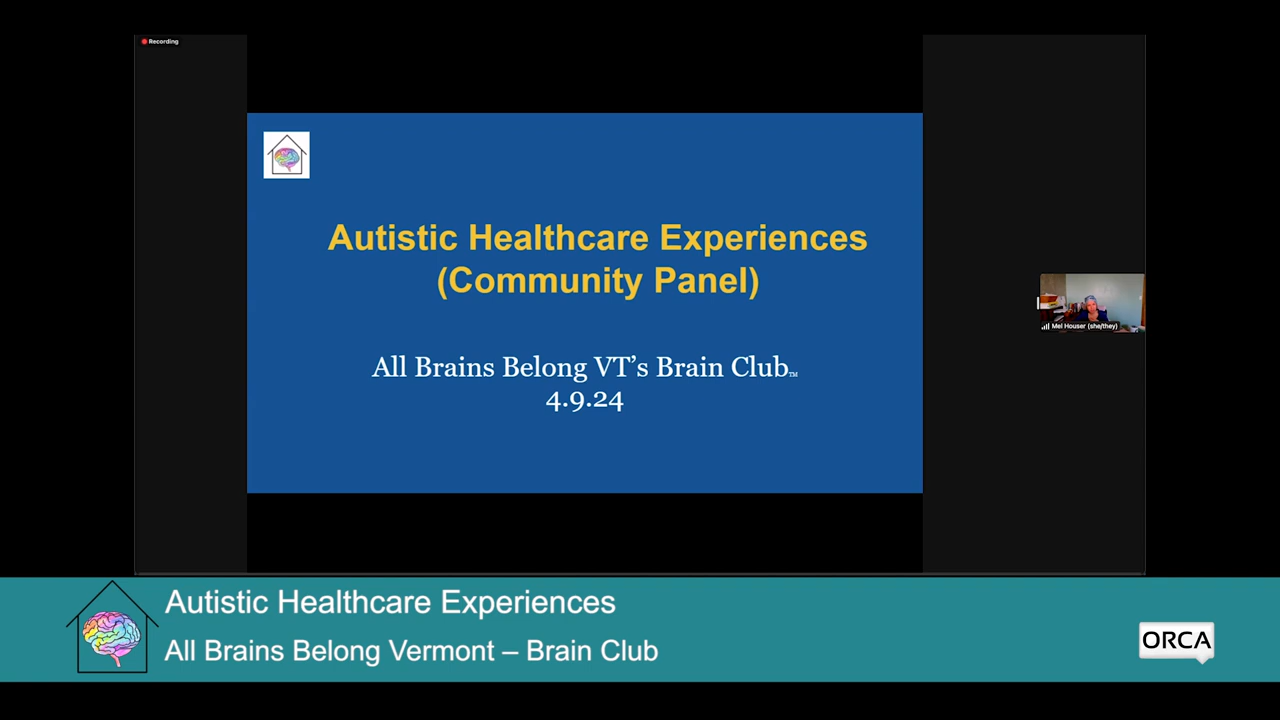 Recording
Autistic Healthcare Experiences
(Community Panel)
All Brains Belong VT’s Brain Club™
4.9.24
Mel Houser (she/they)
Autistic Healthcare Experiences
All Brains Belong Vermont – Brain Club
ORCA